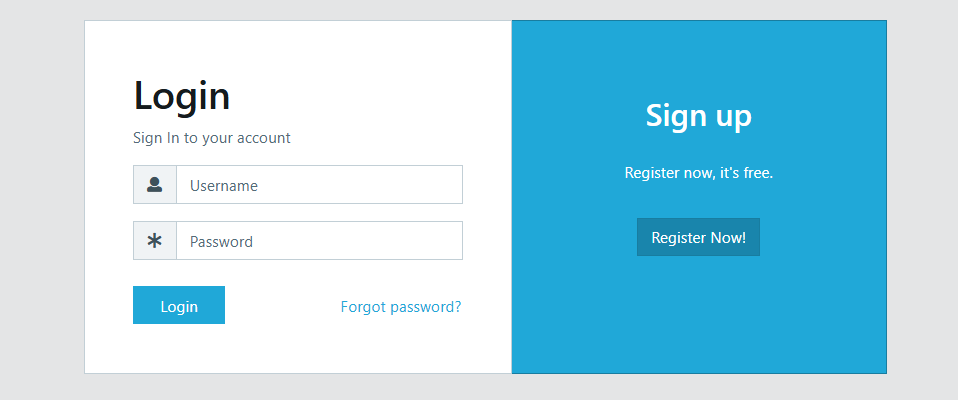 Login
Sign In to your account
Username
Password
Login
Forgot password?
Sign up
Register now, it's free.
Register Now!